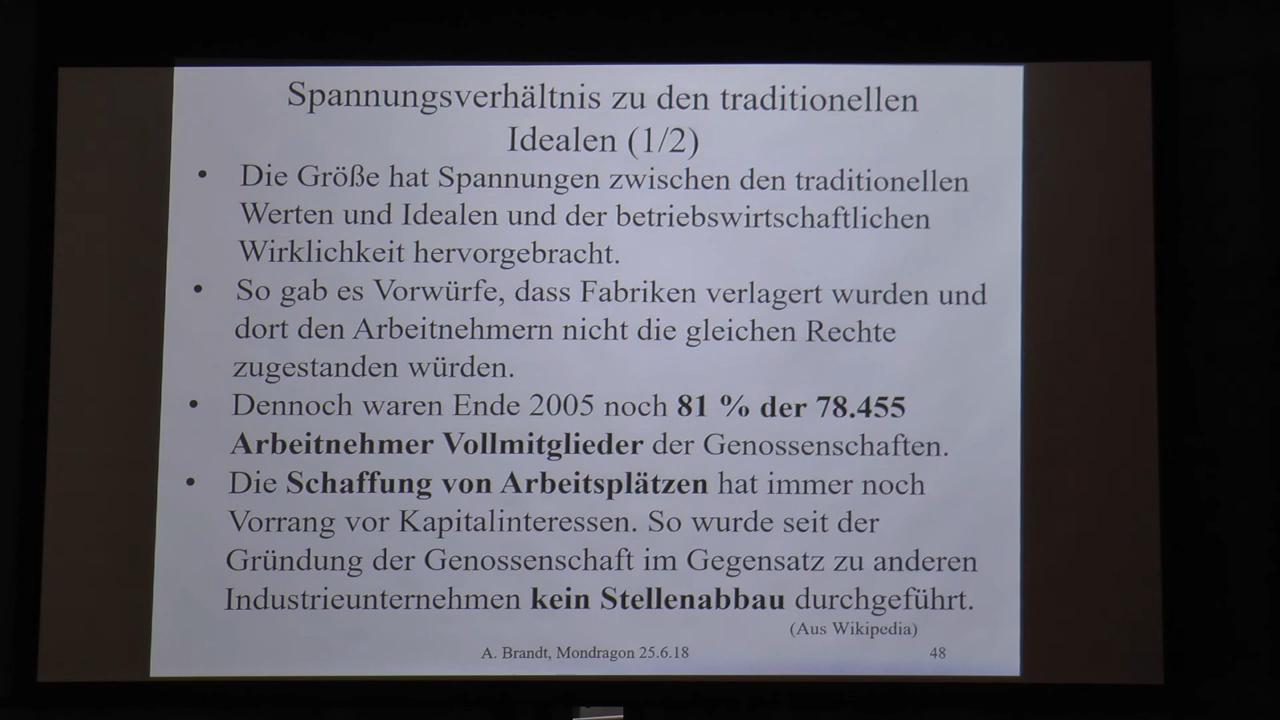 Spannungsverhältnis zu den traditionellen
Idealen (1/2)
• Die Größe hat Spannungen zwischen den traditionellen
Werten und Idealen und der betriebswirtschaftlichen
Wirklichkeit hervorgebracht.
• So gab es Vorwürfe, dass Fabriken verlagert wurden und
dort den Arbeitnehmern nicht die gleichen Rechte
zugestanden würden.
• Dennoch waren Ende 2005 noch 81 % der 78.455
Arbeitnehmer Vollmitglieder der Genossenschaften.
• Die Schaffung von Arbeitsplätzen hat immer noch
Vorrang vor Kapitalinteressen. So wurde seit der
Gründung der Genossenschaft im Gegensatz zu anderen
Industrieunternehmen kein Stellenabbau durchgeführt.
(Aus Wikipedia)
A. Brandt, Mondragon 25.6.18 48